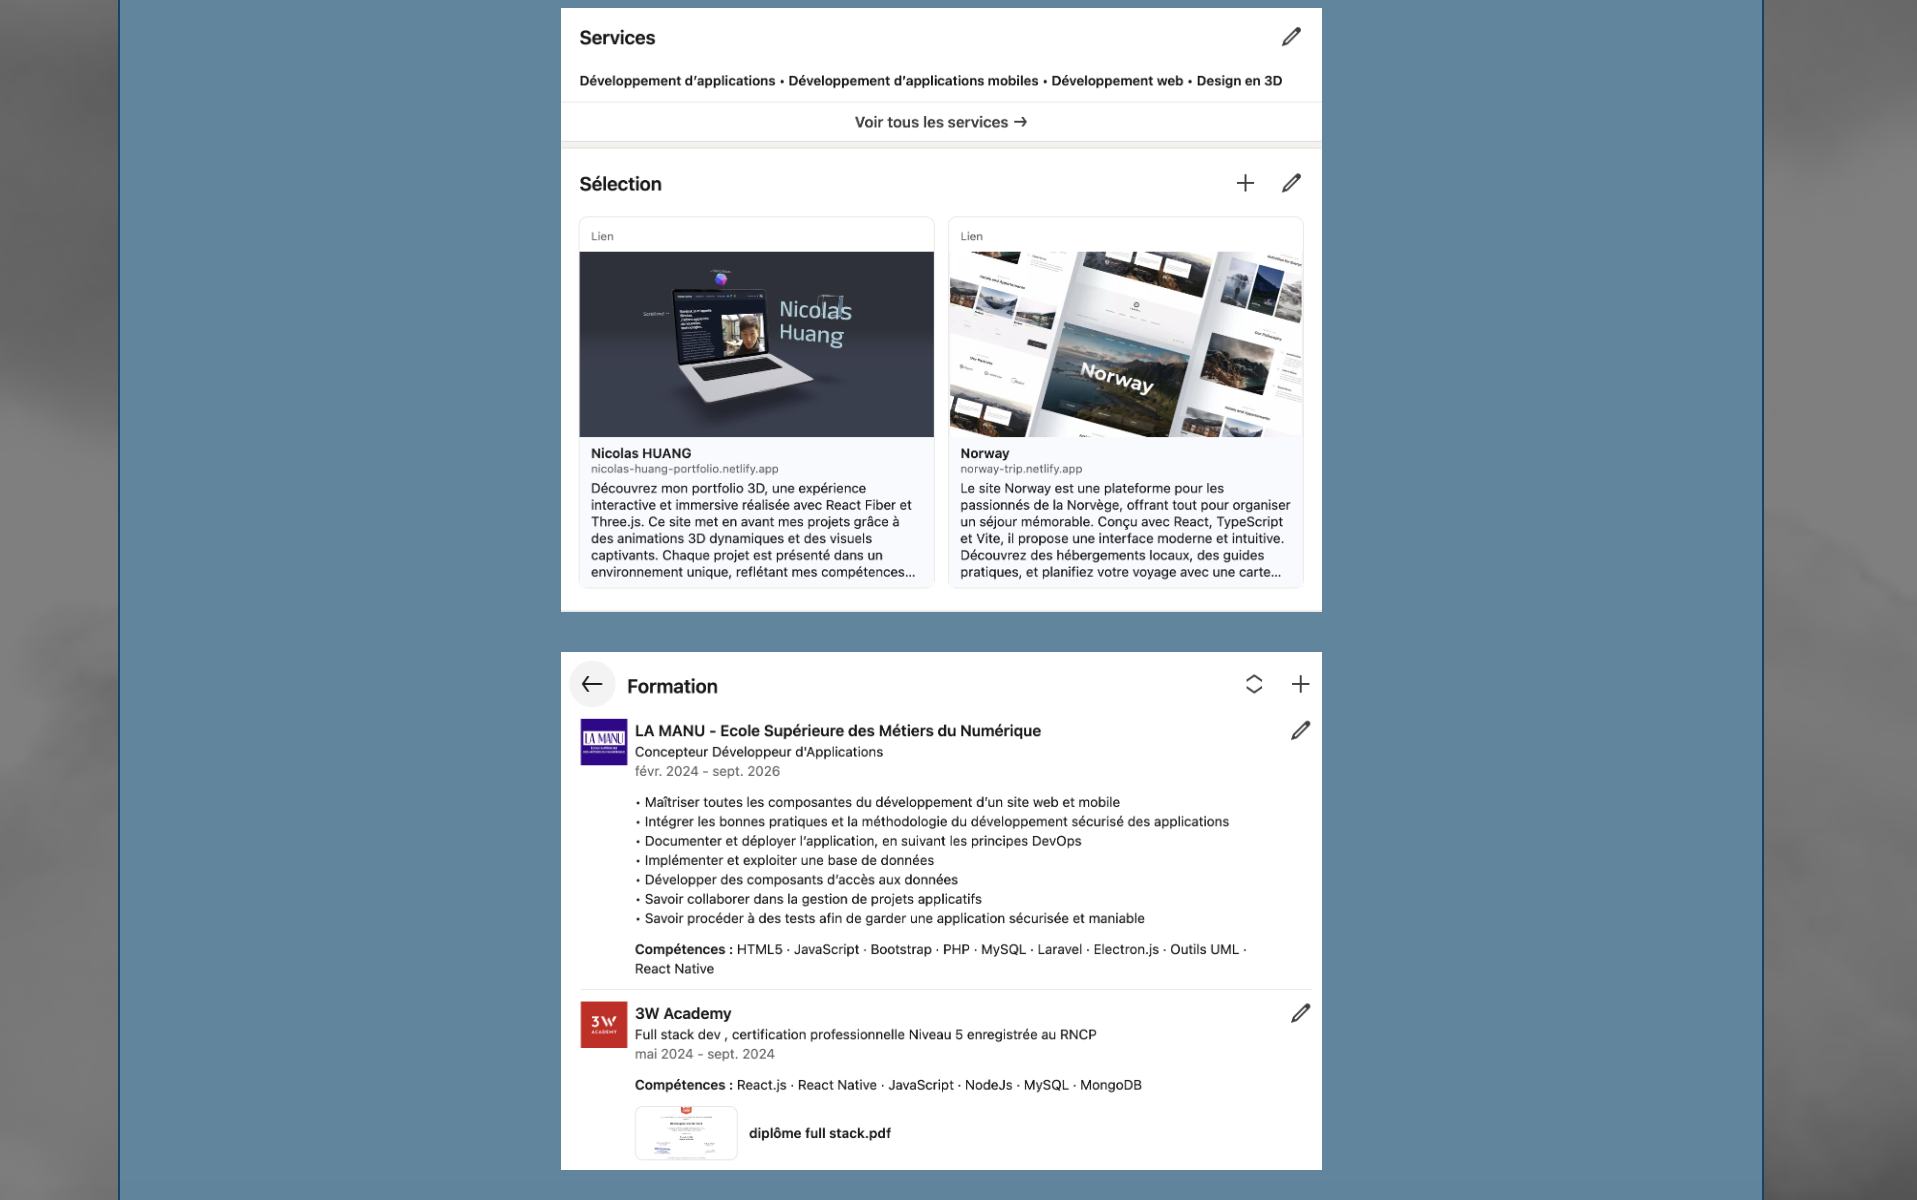 Services
Développement d'applications • Développement d'applications mobiles • Développement web • Design en 3D
Voir tous les services →
Sélection
Lien
Nicolas
Huang
Nicolas HUANG
nicolas-huang-portfolio.netlify.app
Découvrez mon portfolio 3D, une expérience
interactive et immersive réalisée avec React Fiber et
Three.js. Ce site met en avant mes projets grâce à
des animations 3D dynamiques et des visuels
captivants. Chaque projet est présenté dans un
environnement unique, reflétant mes compétences...
Lien
Norway
Norway
norway-trip.netlify.app
Le site Norway est une plateforme pour les
passionnés de la Norvège, offrant tout pour organiser
un séjour mémorable. Conçu avec React, TypeScript
et Vite, il propose une interface moderne et intuitive.
Découvrez des hébergements locaux, des guides
pratiques, et planifiez votre voyage avec une carte...
Formation
LA MANU
LA MANU - Ecole Supérieure des Métiers du Numérique
Concepteur Développeur d'Applications
févr. 2024 - sept. 2026
• Maîtriser toutes les composantes du développement d'un site web et mobile
• Intégrer les bonnes pratiques et la méthodologie du développement sécurisé des applications
• Documenter et déployer l'application, en suivant les principes DevOps
• Implémenter et exploiter une base de données
• Développer des composants d'accès aux données
• Savoir collaborer dans la gestion de projets applicatifs
• Savoir procéder à des tests afin de garder une application sécurisée et maniable
Compétences : HTML5 · JavaScript · Bootstrap · PHP · MySQL · Laravel · Electron.js · Outils UML ·
React Native
3W
ACADEMY
3W Academy
Full stack dev , certification professionnelle Niveau 5 enregistrée au RNCP
mai 2024 - sept. 2024
Compétences : React.js · React Native · JavaScript · NodeJs · MySQL · MongoDB
diplôme full stack.pdf